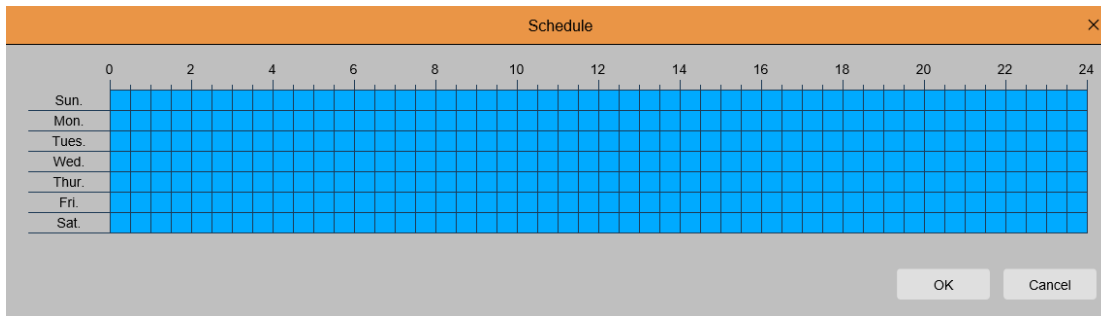 Schedule ×
0 2 4 6 8 10 12 14 16 18 20 22 24
Sun.
Mon.
Tues.
Wed.
Thur.
Fri.
Sat.
OK Cancel